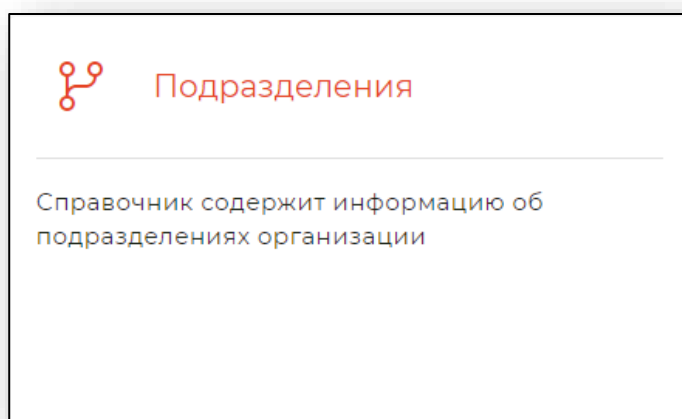 Подразделения
Справочник содержит информацию об
подразделениях организации